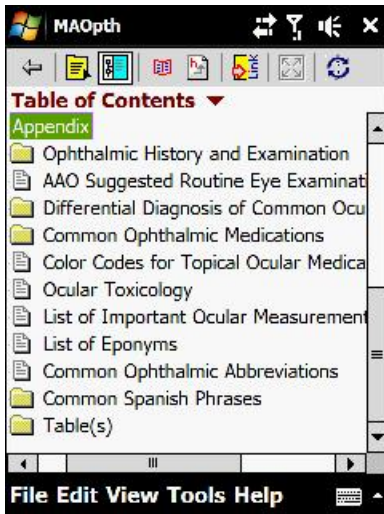 MAOpth
Table of Contents
Appendix
Ophthalmic History and Examination
AAO Suggested Routine Eye Examinati
Differential Diagnosis of Common Ocu
Common Ophthalmic Medications
Color Codes for Topical Ocular Medica
Ocular Toxicology
List of Important Ocular Measurement
List of Eponyms
Common Ophthalmic Abbreviations
Common Spanish Phrases
Table(s)
File Edit View Tools Help